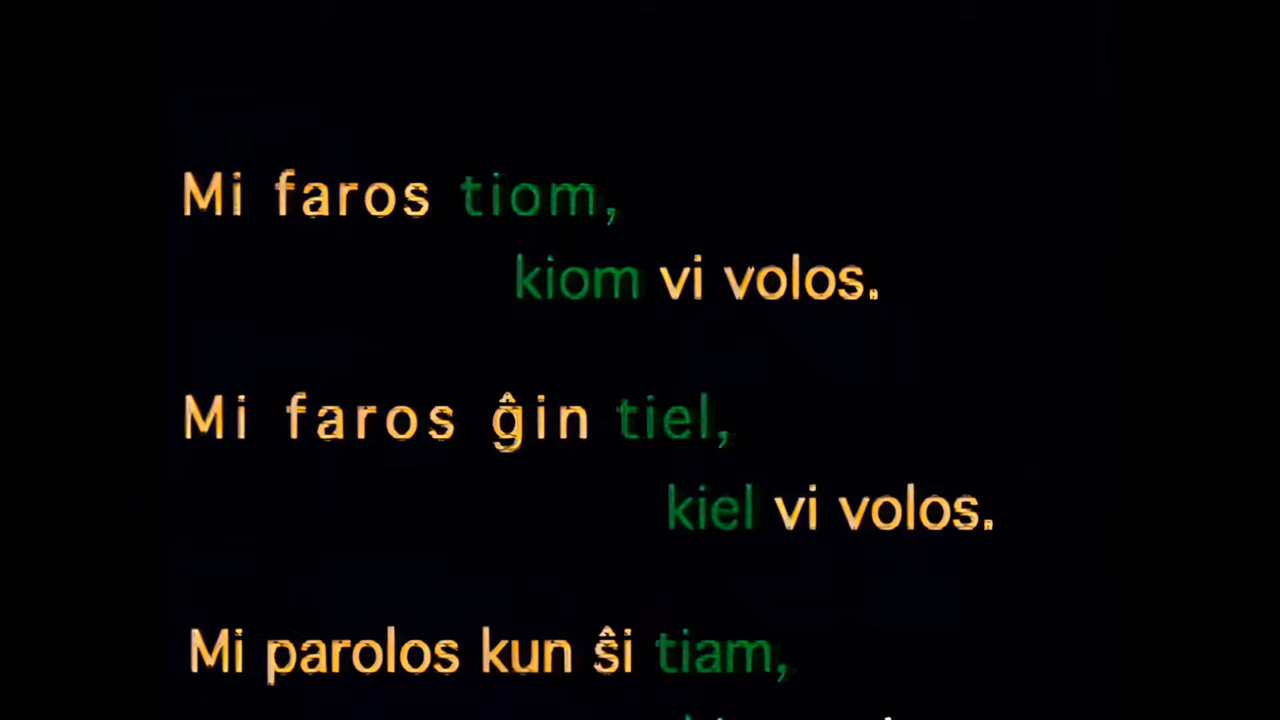 Mi faros tiom,
kiom vi volos.
Mi faros ĝin tiel,
kiel vi volos.
Mi parolos kun ŝi tiam,